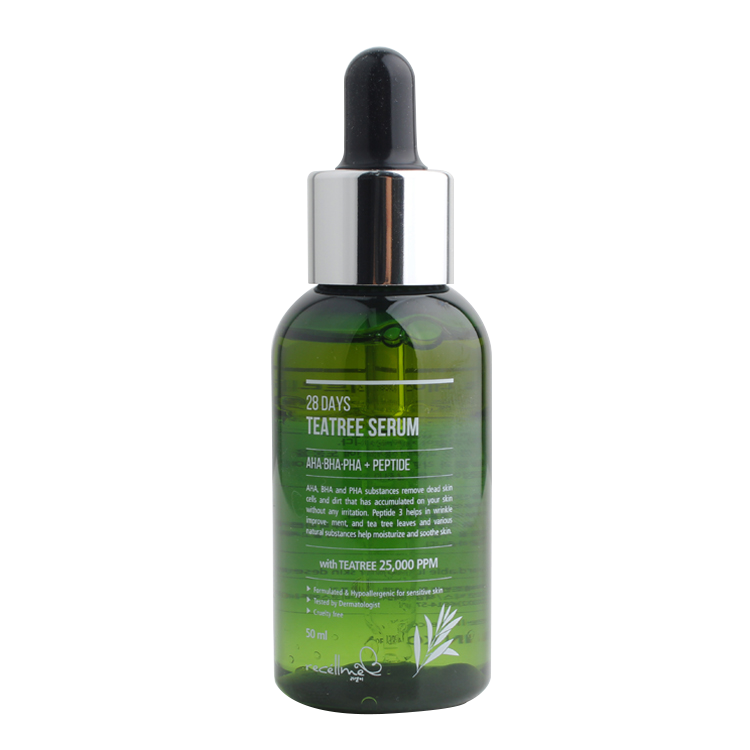 28 DAYS
TEATREE SERUM
AHA·BHA·PHA + PEPTIDE
AHA, BHA and PHA substances remove dead skin
cells and dirt that has accumulated on your skin
without any irritation. Peptide 3 helps in wrinkle
improve- ment, and tea tree leaves and various
natural substances help moisturize and soothe skin.
with TEATREE 25,000 PPM
Formulated & Hypoallergenic for sensitive skin
Tested by Dermatologist
Cruelty free
50 ml
recellme